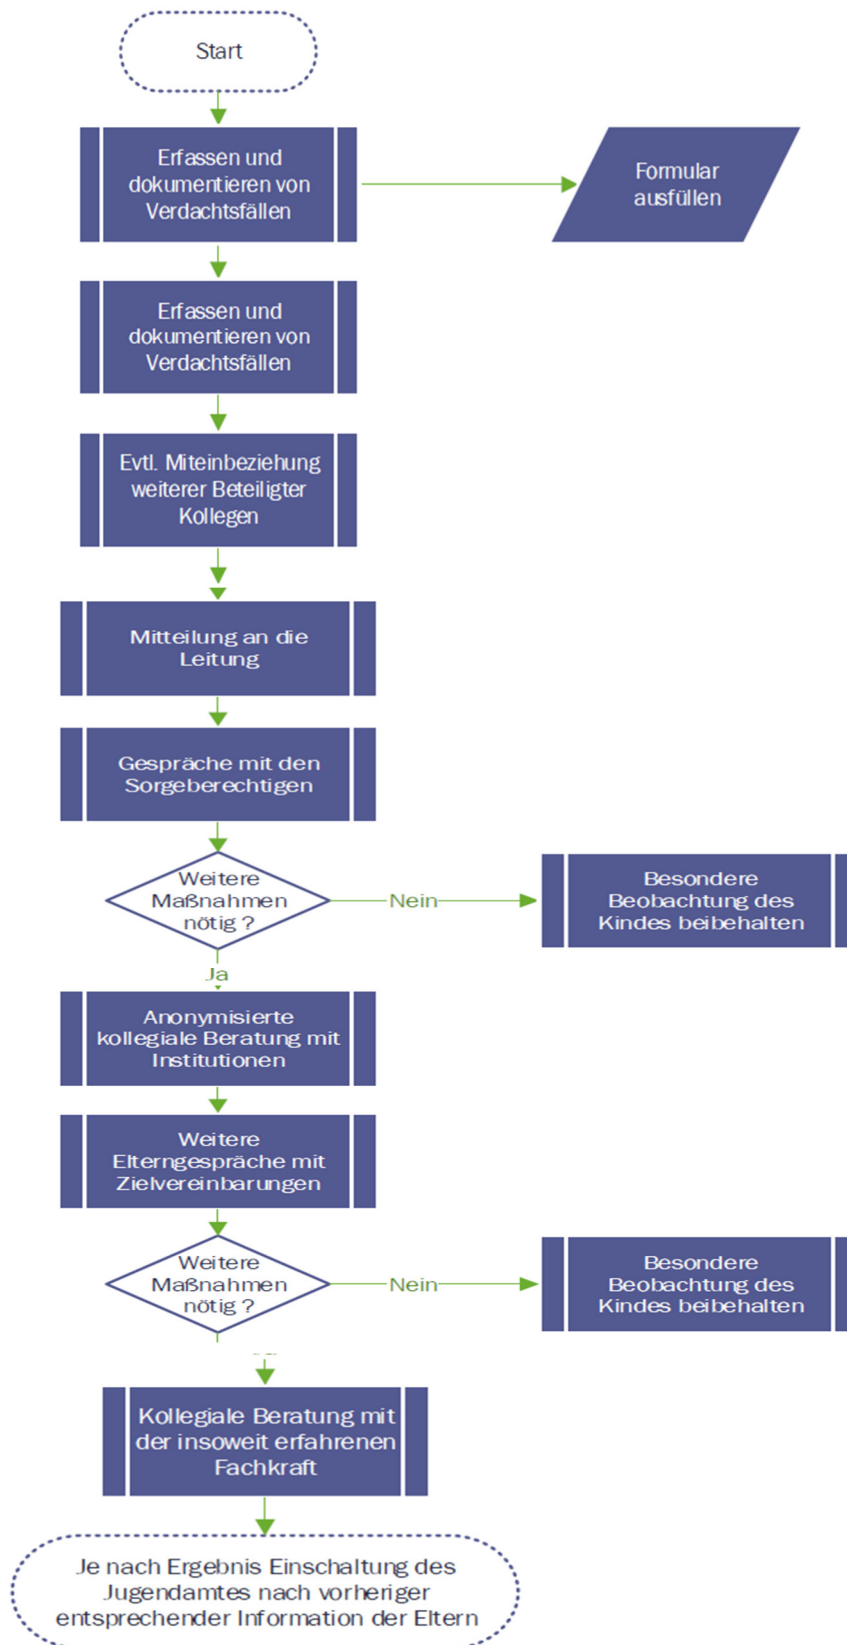 Start
Erfassen und
dokumentieren von
Verdachtsfällen
Formular
ausfüllen
Erfassen und
dokumentieren von
Verdachtsfällen
Evtl. Miteinbeziehung
weiterer Beteiligter
Kollegen
Mitteilung an die
Leitung
Gespräche mit den
Sorgeberechtigen
Weitere
Maßnahmen
nötig ?
Nein
Besondere
Beobachtung des
Kindes beibehalten
Ja
Anonymisierte
kollegiale Beratung mit
Institutionen
Weitere
Elterngespräche mit
Zielvereinbarungen
Weitere
Maßnahmen
nötig ?
Nein
Besondere
Beobachtung des
Kindes beibehalten
Kollegiale Beratung mit
der insoweit erfahrenen
Fachkraft
Je nach Ergebnis Einschaltung des
Jugendamtes nach vorheriger
entsprechender Information der Eltern